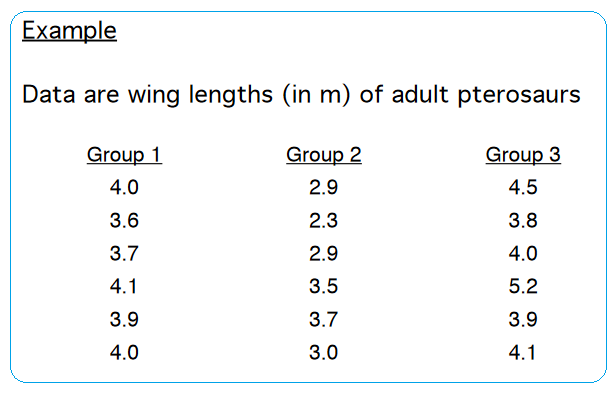 Example
Data are wing lengths (in m) of adult pterosaurs
Group 1 Group 2 Group 3
4.0 2.9 4.5
3.6 2.3 3.8
3.7 2.9 4.0
4.1 3.5 5.2
3.9 3.7 3.9
4.0 3.0 4.1